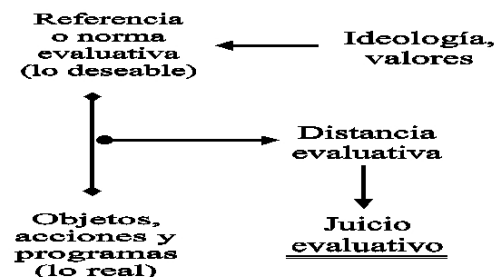 Referencia
o norma
evaluativa
(lo deseable)
Ideología,
valores
Distancia
evaluativa
Objetos,
acciones y
programas
(lo real)
Juicio
evaluativo